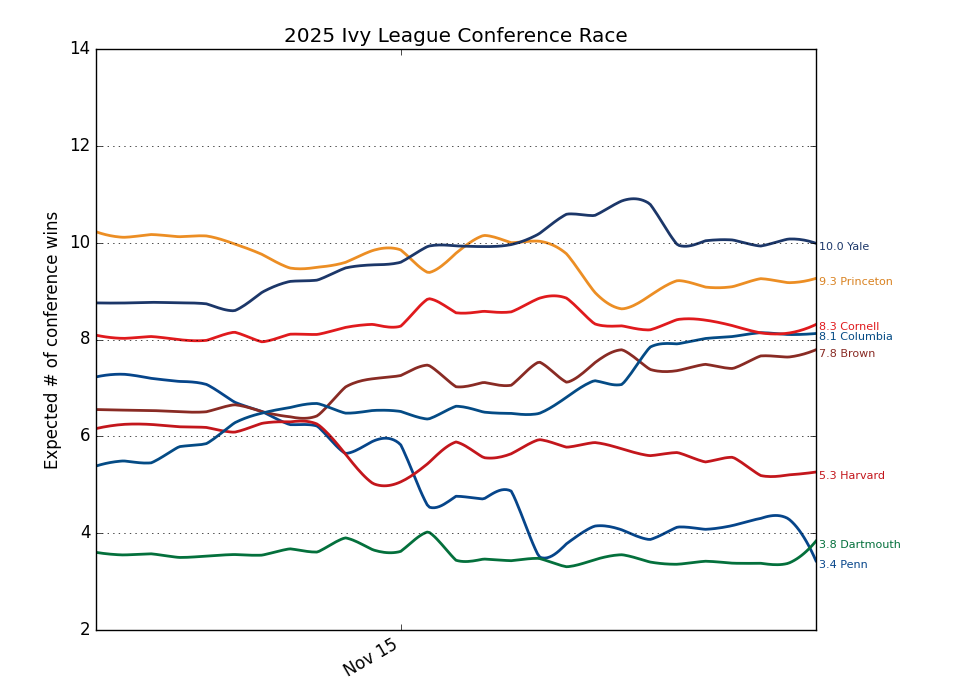 2025 Ivy League Conference Race
Expected # of conference wins
14
12
10
8
6
4
2
Nov 15
10.0 Yale
9.3 Princeton
8.3 Cornell
8.1 Columbia
7.8 Brown
5.3 Harvard
3.8 Dartmouth
3.4 Penn